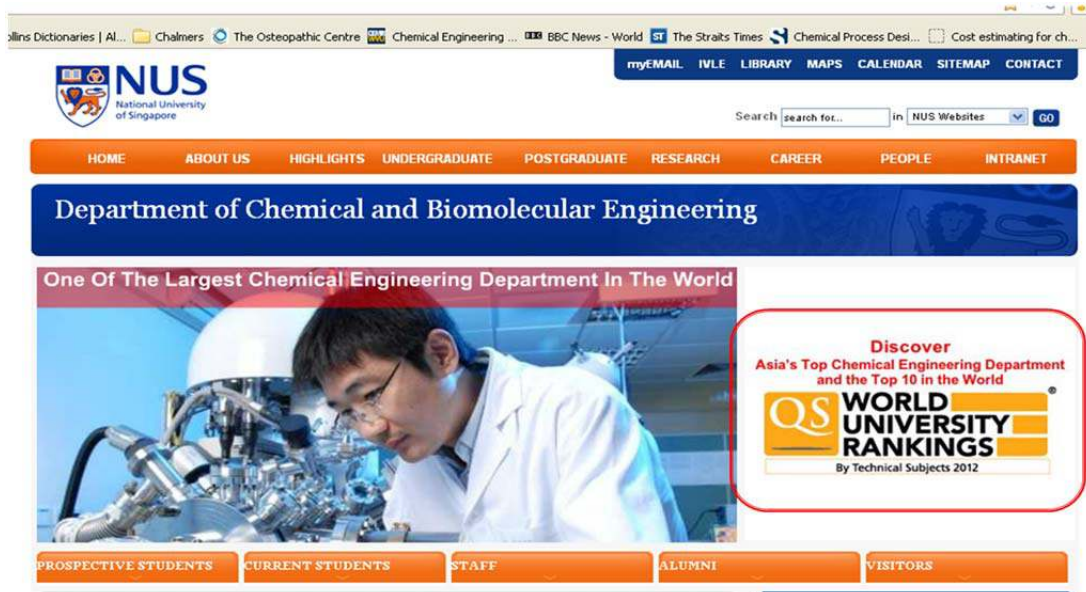 ollins Dictionaries | Al... Chalmers The Osteopathic Centre Chemical Engineering ... BBC News - World ST The Straits Times Chemical Process Desi... Cost estimating for ch...
myEMAIL IVLE LIBRARY MAPS CALENDAR SITEMAP CONTACT
NUS
National University
of Singapore
Search search for... in NUS Websites GO
HOME ABOUT US HIGHLIGHTS UNDERGRADUATE POSTGRADUATE RESEARCH CAREER PEOPLE INTRANET
Department of Chemical and Biomolecular Engineering
One Of The Largest Chemical Engineering Department In The World
Discover
Asia's Top Chemical Engineering Department
and the Top 10 in the World
QS WORLD
UNIVERSITY
RANKINGS
®
By Technical Subjects 2012
PROSPECTIVE STUDENTS CURRENT STUDENTS STAFF ALUMNI VISITORS